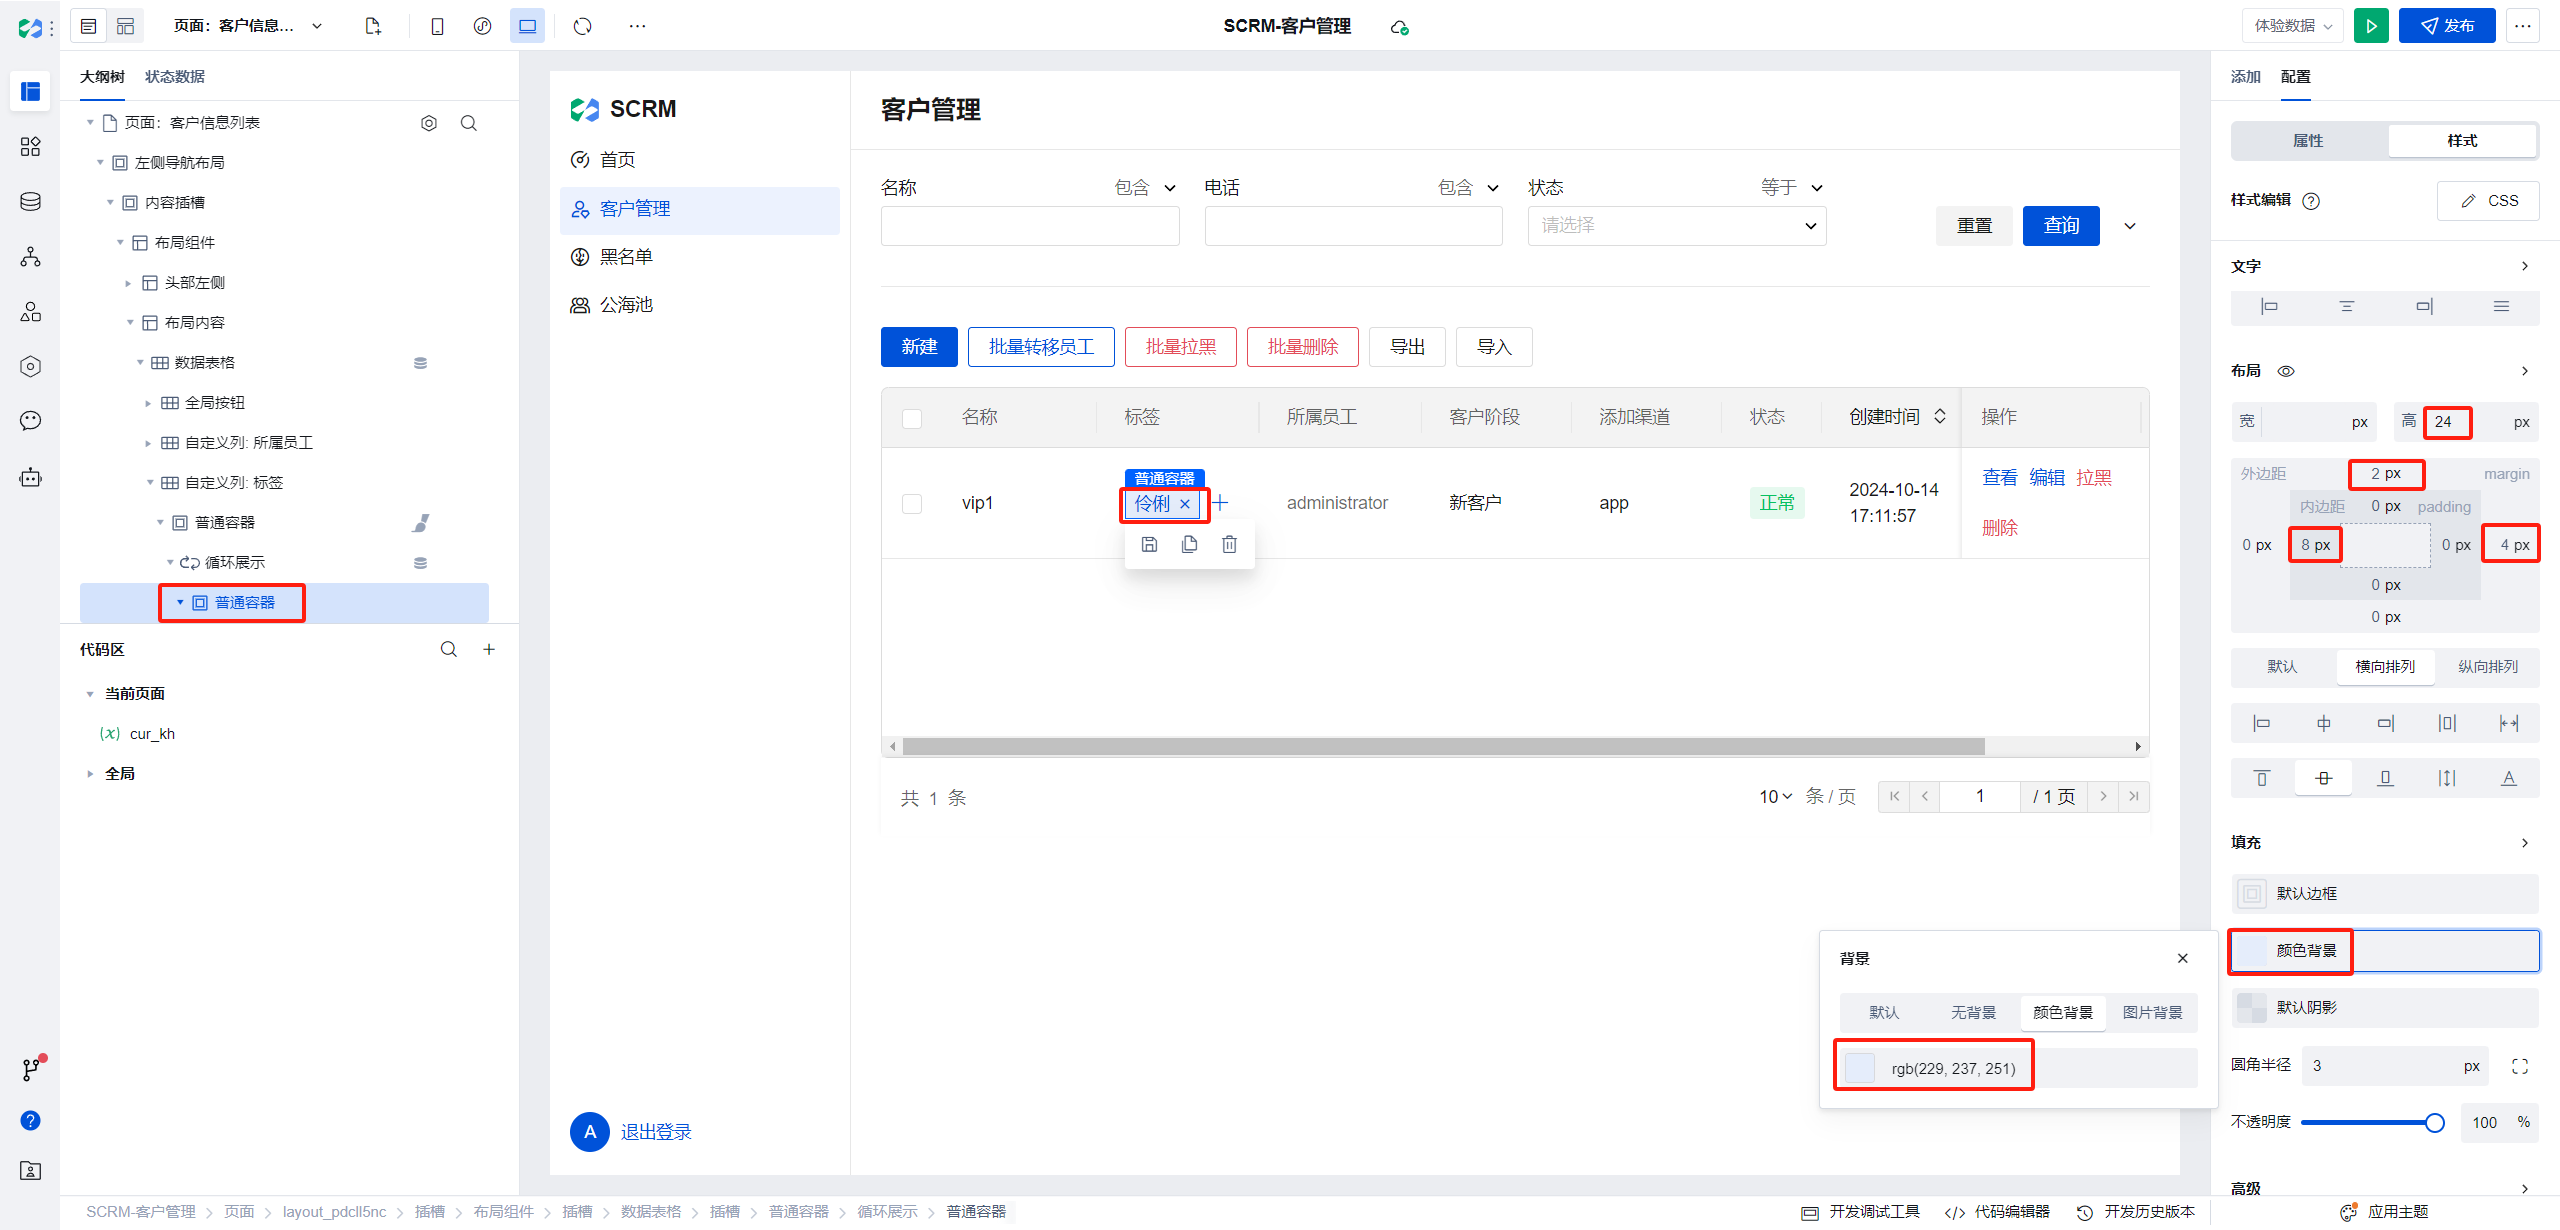 页面：客户信息...
SCRM-客户管理
体验数据
发布
大纲树
状态数据
页面：客户信息列表
左侧导航布局
内容插槽
布局组件
头部左侧
布局内容
数据表格
全局按钮
自定义列: 所属员工
自定义列: 标签
普通容器
循环展示
普通容器
代码区
当前页面
(x) cur_kh
全局
SCRM
首页
客户管理
黑名单
公海池
A 退出登录
客户管理
名称 包含
电话 包含
状态 等于
请选择
重置
查询
新建
批量转移员工
批量拉黑
批量删除
导出
导入
名称 标签 所属员工 客户阶段 添加渠道 状态 创建时间 操作
普通容器
vip1 伶俐 × + administrator 新客户 app 正常 2024-10-14 17:11:57 查看 编辑 拉黑
删除
共 1 条
10 条 / 页
1 / 1 页
背景
默认 无背景 颜色背景 图片背景
rgb(229, 237, 251)
添加 配置
属性 样式
样式编辑 ? CSS
文字
布局
宽 px 高 24 px
外边距 2 px margin
内边距 0 px padding
0 px 8 px 0 px 4 px
0 px
0 px
默认 横向排列 纵向排列
填充
默认边框
颜色背景
默认阴影
圆角半径 3 px
不透明度 100 %
高级
SCRM-客户管理 > 页面 > layout_pdcll5nc > 插槽 > 布局组件 > 插槽 > 数据表格 > 插槽 > 普通容器 > 循环展示 > 普通容器
开发调试工具 </> 代码编辑器 开发历史版本 应用主题